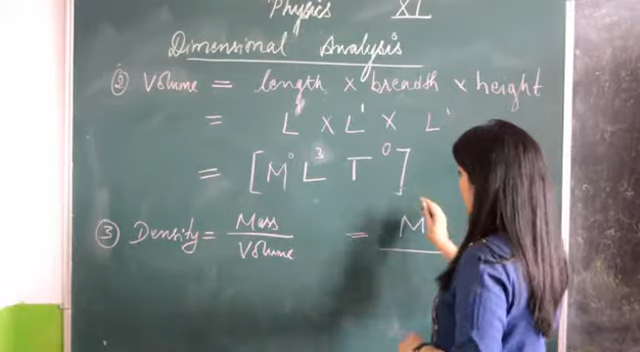 Physics XI
Dimensional Analysis
② Volume = length x breadth x height
= L¹ X L¹ X L¹
= [M⁰ L³ T⁰]
③ Density = Mass / Volume = M